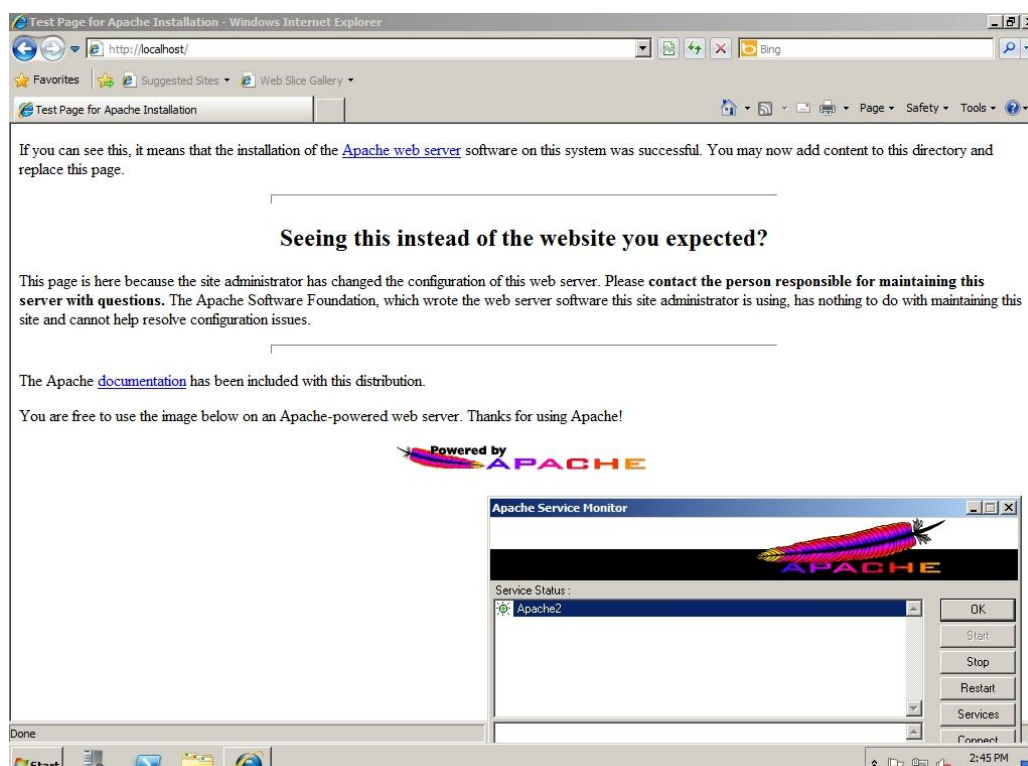 Test Page for Apache Installation - Windows Internet Explorer
http://localhost/
Bing
Favorites Suggested Sites Web Slice Gallery
Test Page for Apache Installation
Page Safety Tools
If you can see this, it means that the installation of the Apache web server software on this system was successful. You may now add content to this directory and
replace this page.
Seeing this instead of the website you expected?
This page is here because the site administrator has changed the configuration of this web server. Please contact the person responsible for maintaining this
server with questions. The Apache Software Foundation, which wrote the web server software this site administrator is using, has nothing to do with maintaining this
site and cannot help resolve configuration issues.
The Apache documentation has been included with this distribution.
You are free to use the image below on an Apache-powered web server. Thanks for using Apache!
Powered by
APACHE
Apache Service Monitor
APACHE
Service Status :
Apache2
OK
Start
Stop
Restart
Services
Connect
Done
Start
2:45 PM